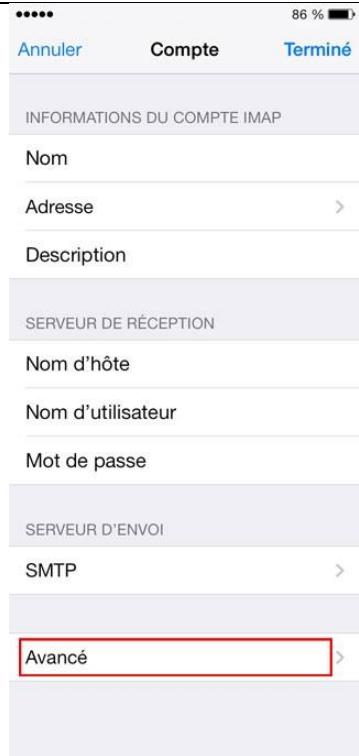 86 %
Annuler Compte Terminé
INFORMATIONS DU COMPTE IMAP
Nom
Adresse
Description
SERVEUR DE RÉCEPTION
Nom d'hôte
Nom d'utilisateur
Mot de passe
SERVEUR D'ENVOI
SMTP
Avancé